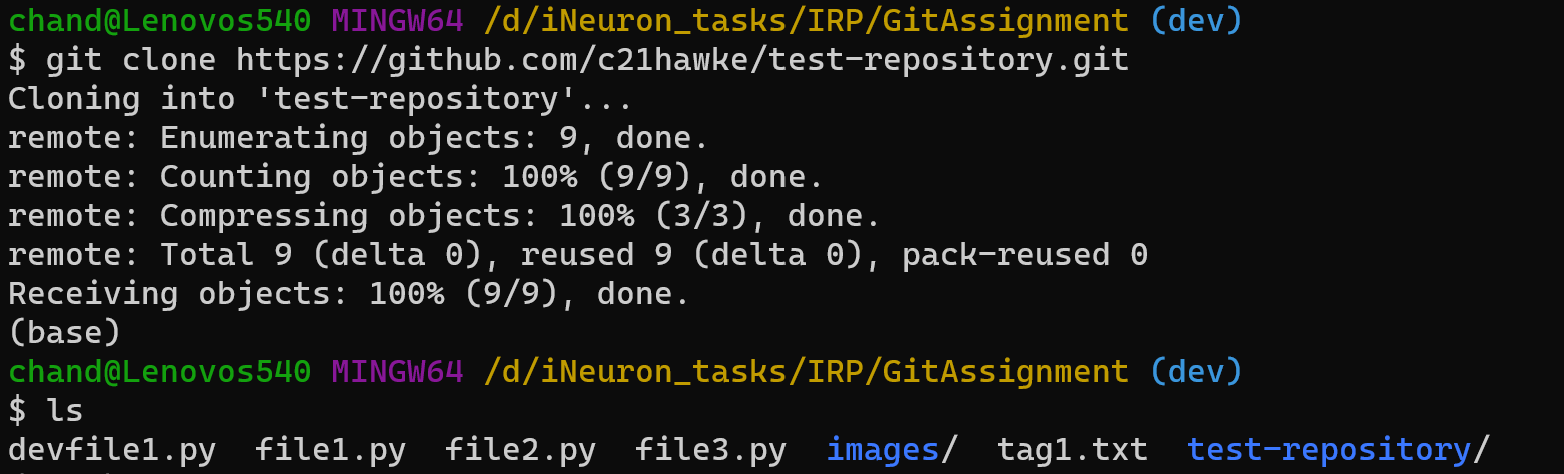 chand@Lenovos540 MINGW64 /d/iNeuron_tasks/IRP/GitAssignment (dev)
$ git clone https://github.com/c21hawke/test-repository.git
Cloning into 'test-repository'...
remote: Enumerating objects: 9, done.
remote: Counting objects: 100% (9/9), done.
remote: Compressing objects: 100% (3/3), done.
remote: Total 9 (delta 0), reused 9 (delta 0), pack-reused 0
Receiving objects: 100% (9/9), done.
(base)
chand@Lenovos540 MINGW64 /d/iNeuron_tasks/IRP/GitAssignment (dev)
$ ls
devfile1.py  file1.py  file2.py  file3.py  images/  tag1.txt  test-repository/